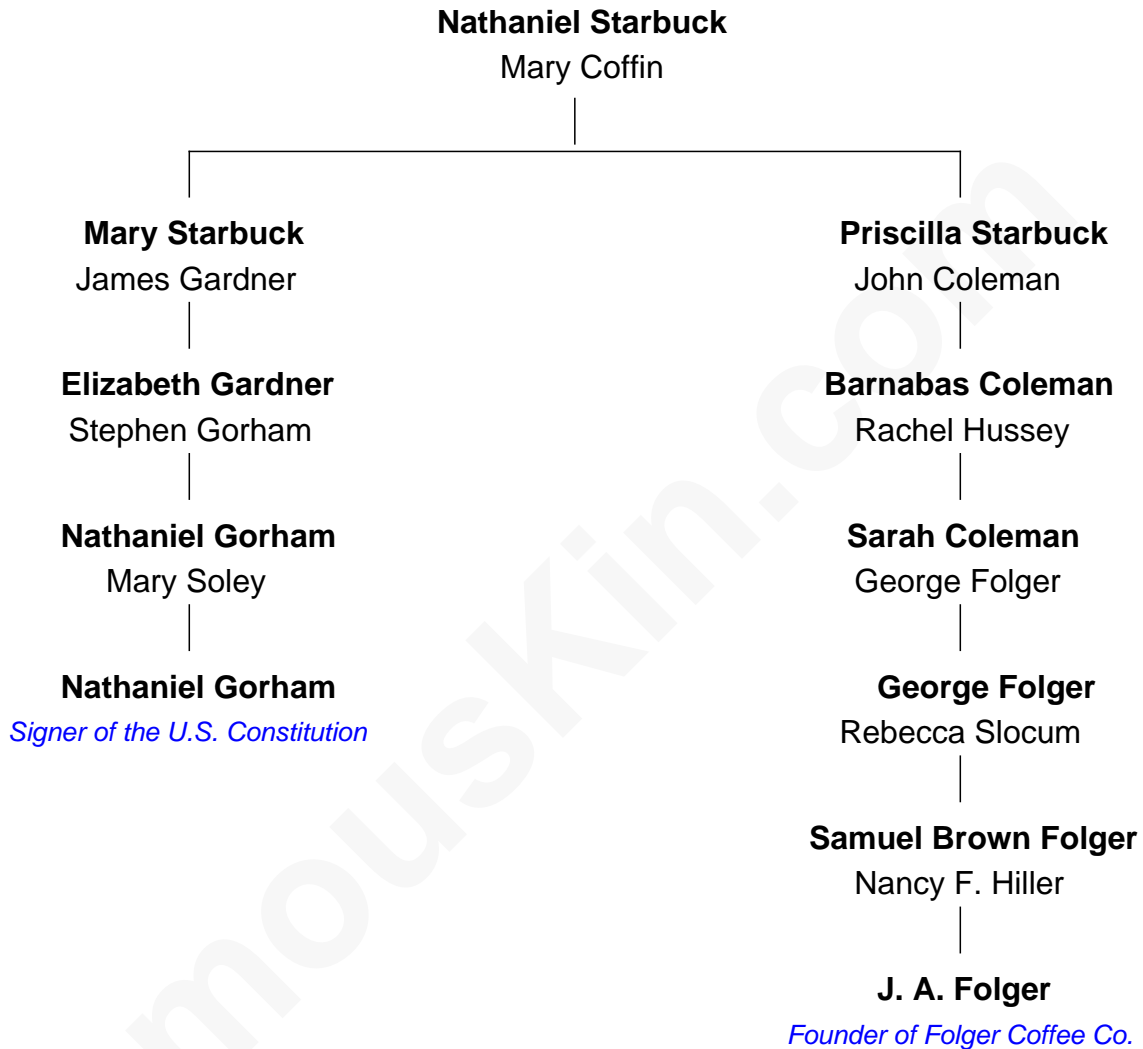 Nathaniel Starbuck
Mary Coffin
Mary Starbuck
James Gardner
Priscilla Starbuck
John Coleman
Elizabeth Gardner
Stephen Gorham
Barnabas Coleman
Rachel Hussey
Nathaniel Gorham
Mary Soley
Sarah Coleman
George Folger
Nathaniel Gorham
Signer of the U.S. Constitution
George Folger
Rebecca Slocum
Samuel Brown Folger
Nancy F. Hiller
J. A. Folger
Founder of Folger Coffee Co.
mouskin.com